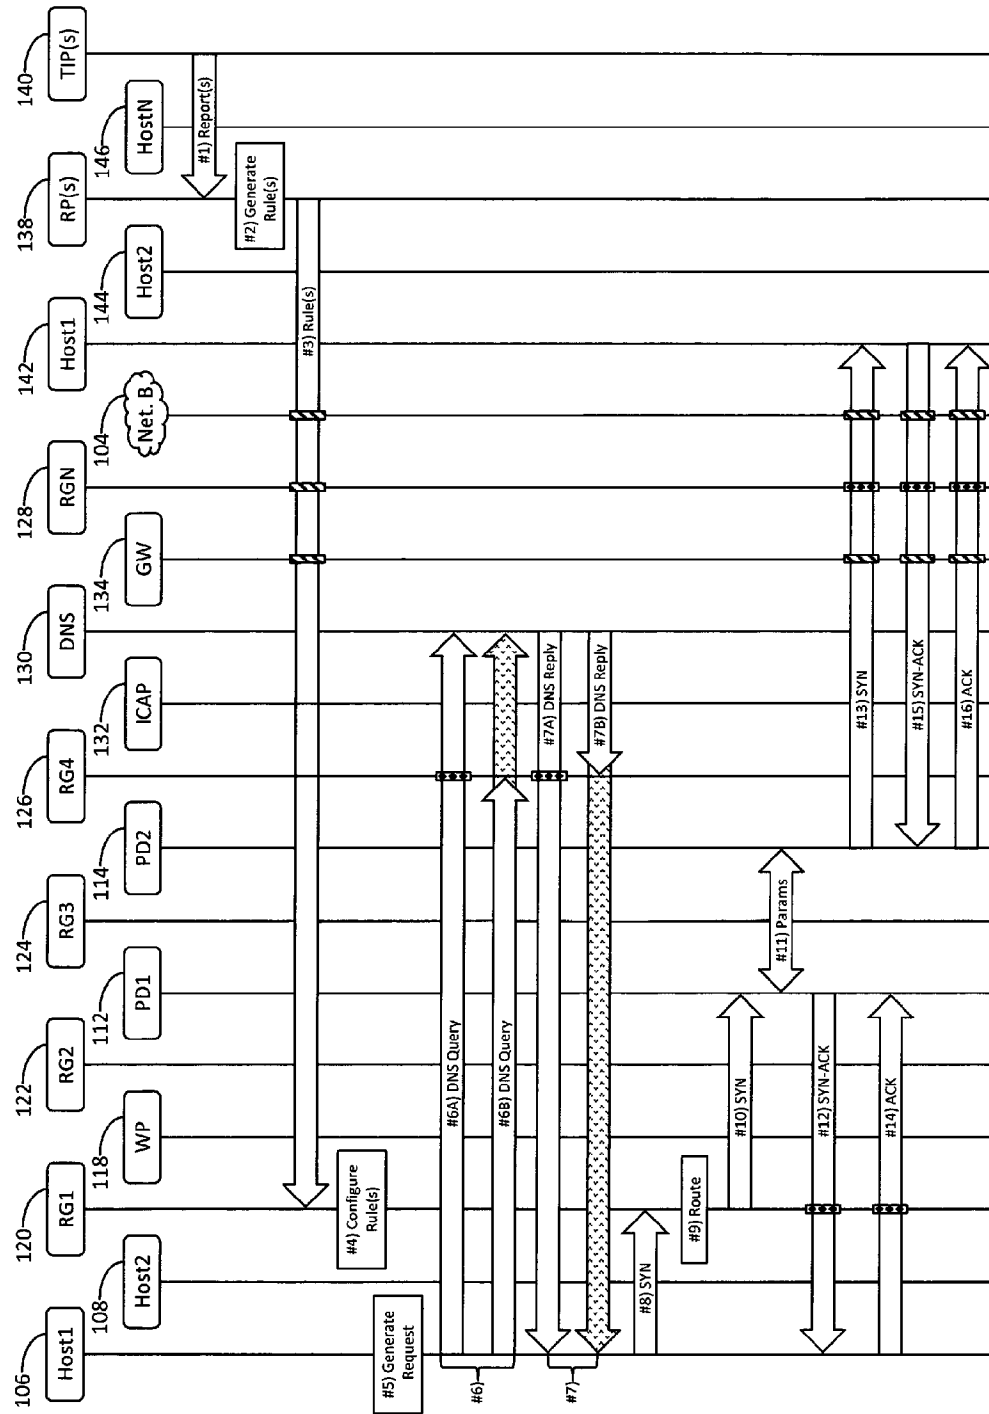 106
Host1
108
Host2
120
RG1
118
WP
122
RG2
112
PD1
124
RG3
114
PD2
126
RG4
132
ICAP
130
DNS
134
GW
128
RGN
104
Net. B
142
Host1
144
Host2
138
RP(s)
146
HostN
140
TIP(s)
#1) Report(s)
#2) Generate
Rule(s)
#3) Rule(s)
#4) Configure
Rule(s)
#5) Generate
Request
#6)
#6A) DNS Query
#6B) DNS Query
#7)
#7A) DNS Reply
#7B) DNS Reply
#8) SYN
#9) Route
#10) SYN
#11) Params
#12) SYN-ACK
#13) SYN
#14) ACK
#15) SYN-ACK
#16) ACK